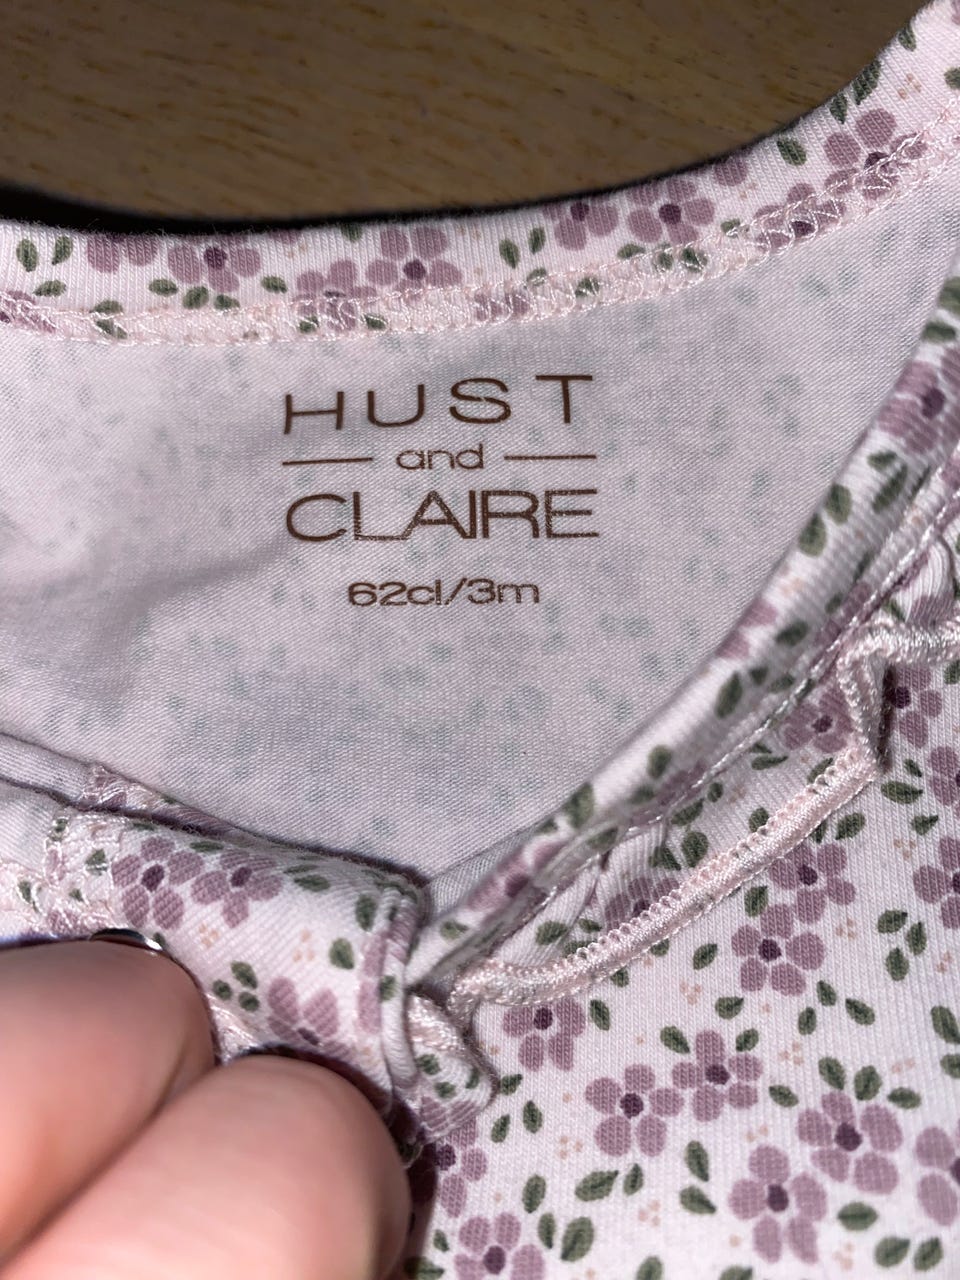 HUST
and
CLAIRE
62cl/3m